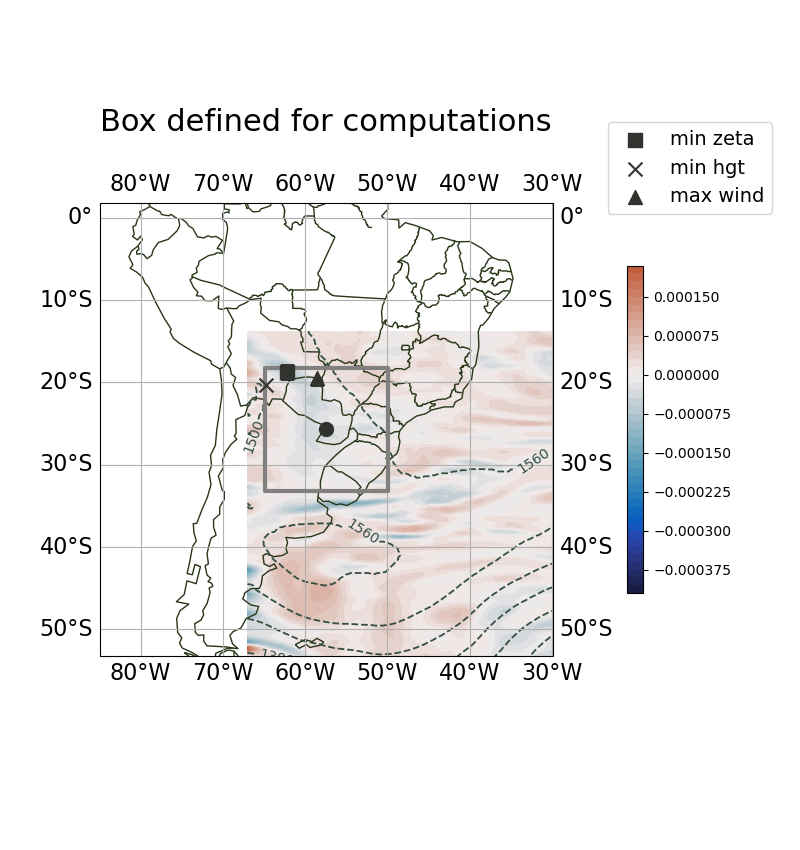 Box defined for computations
min zeta
min hgt
max wind
80°W 70°W 60°W 50°W 40°W 30°W
0° 0°
10°S 10°S
20°S 20°S
30°S 30°S
40°S 40°S
50°S 50°S
80°W 70°W 60°W 50°W 40°W 30°W
1500
1560
1560
0.000150
0.000075
0.000000
−0.000075
−0.000150
−0.000225
−0.000300
−0.000375